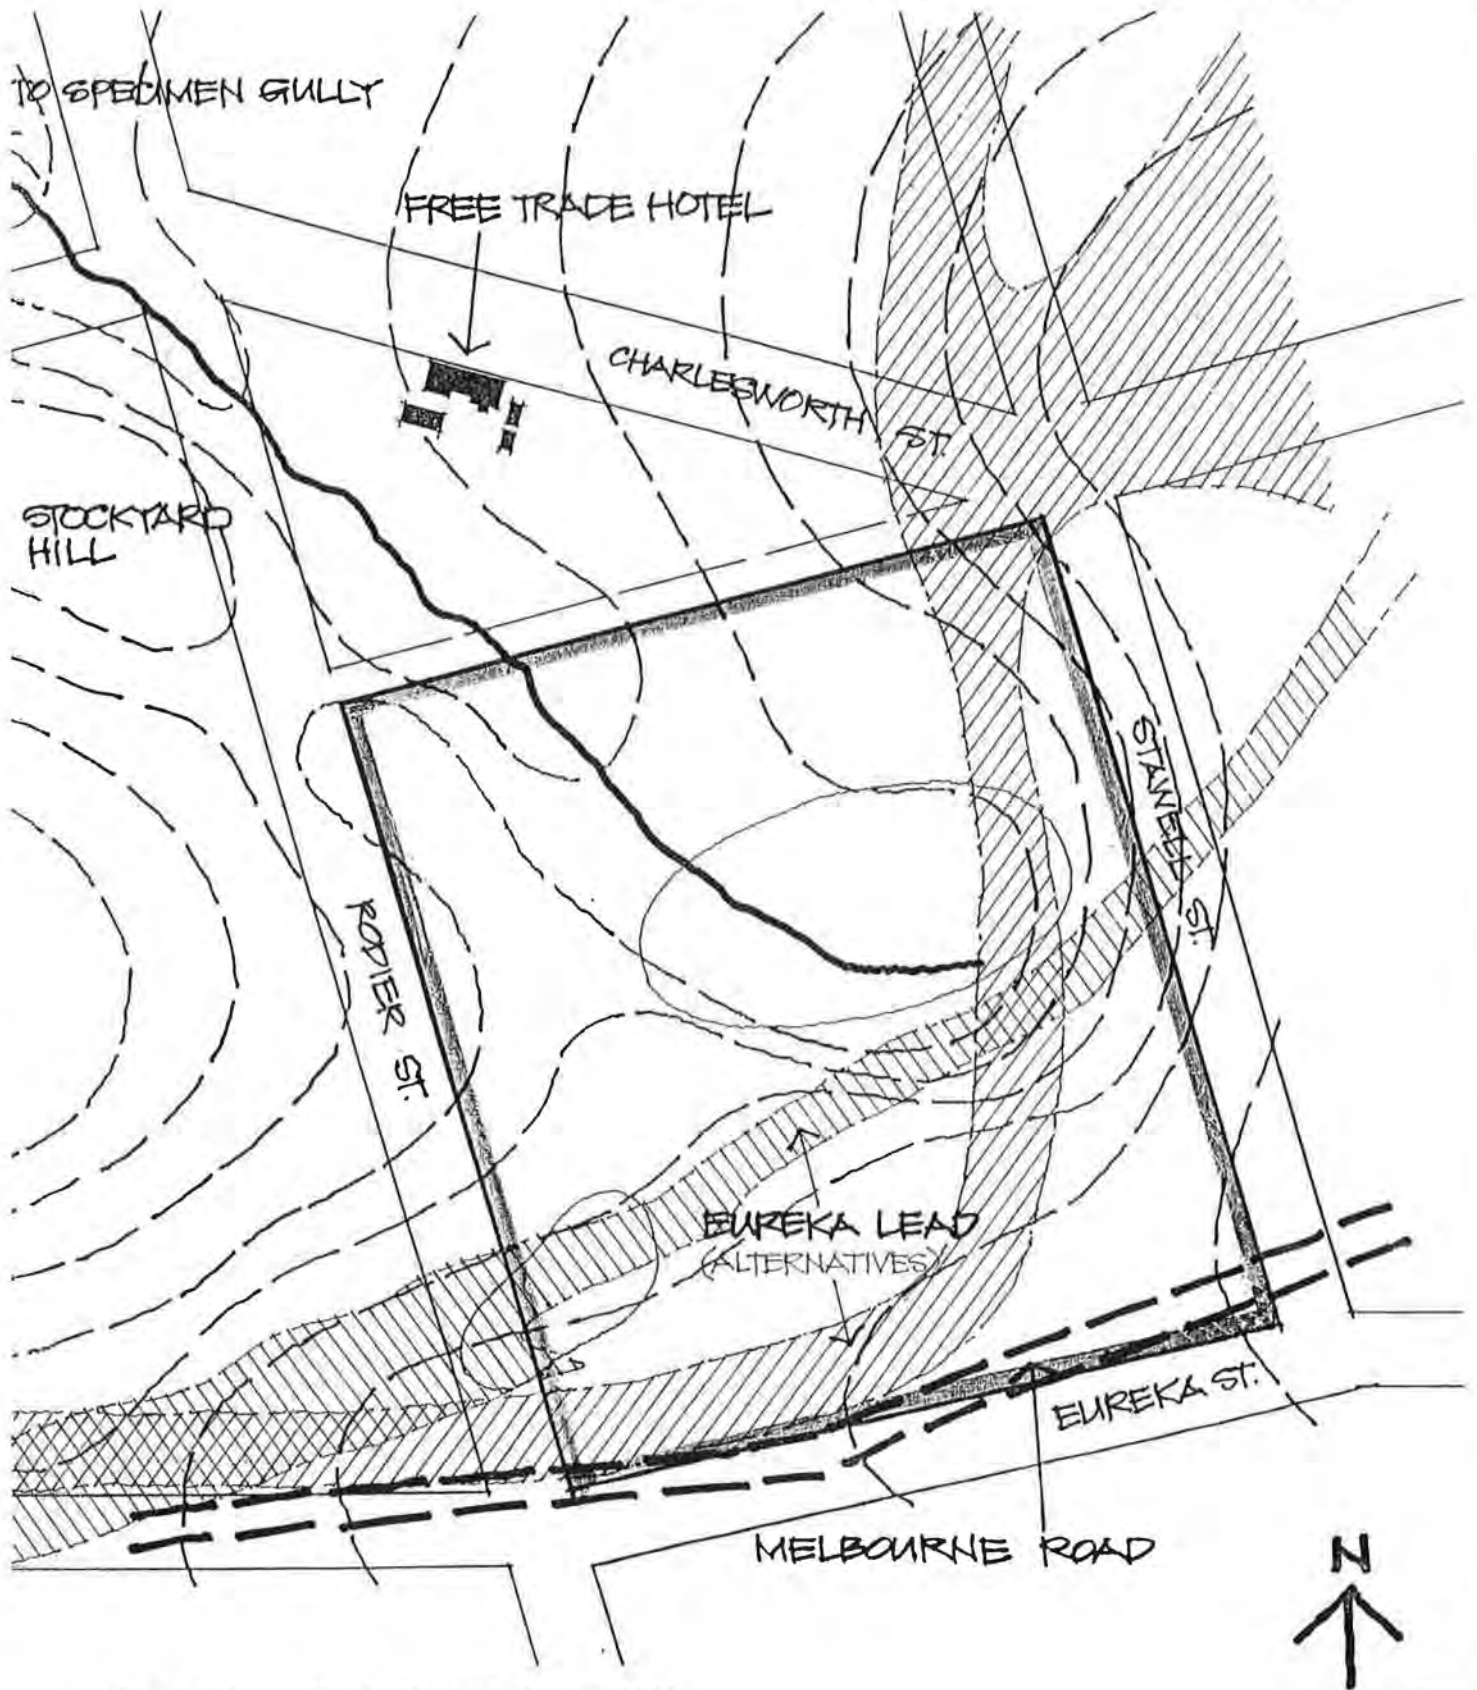 TO SPECIMEN GULLY
FREE TRADE HOTEL
CHARLESWORTH ST.
STOCKYARD
HILL
STAWELL ST.
RODIER ST.
EUREKA LEAD
(ALTERNATIVES)
EUREKA ST.
MELBOURNE ROAD
N